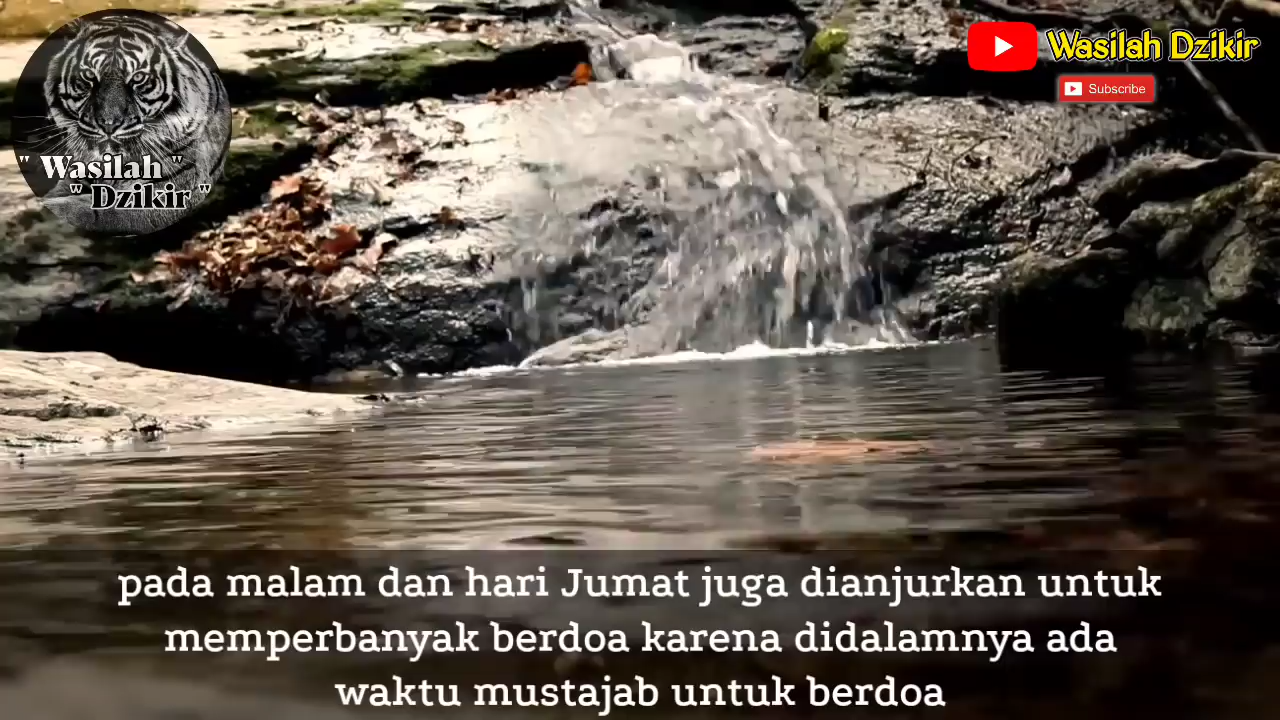 " Wasilah "
" Dzikir "
Wasilah Dzikir
Subscribe
pada malam dan hari Jumat juga dianjurkan untuk
memperbanyak berdoa karena didalamnya ada
waktu mustajab untuk berdoa